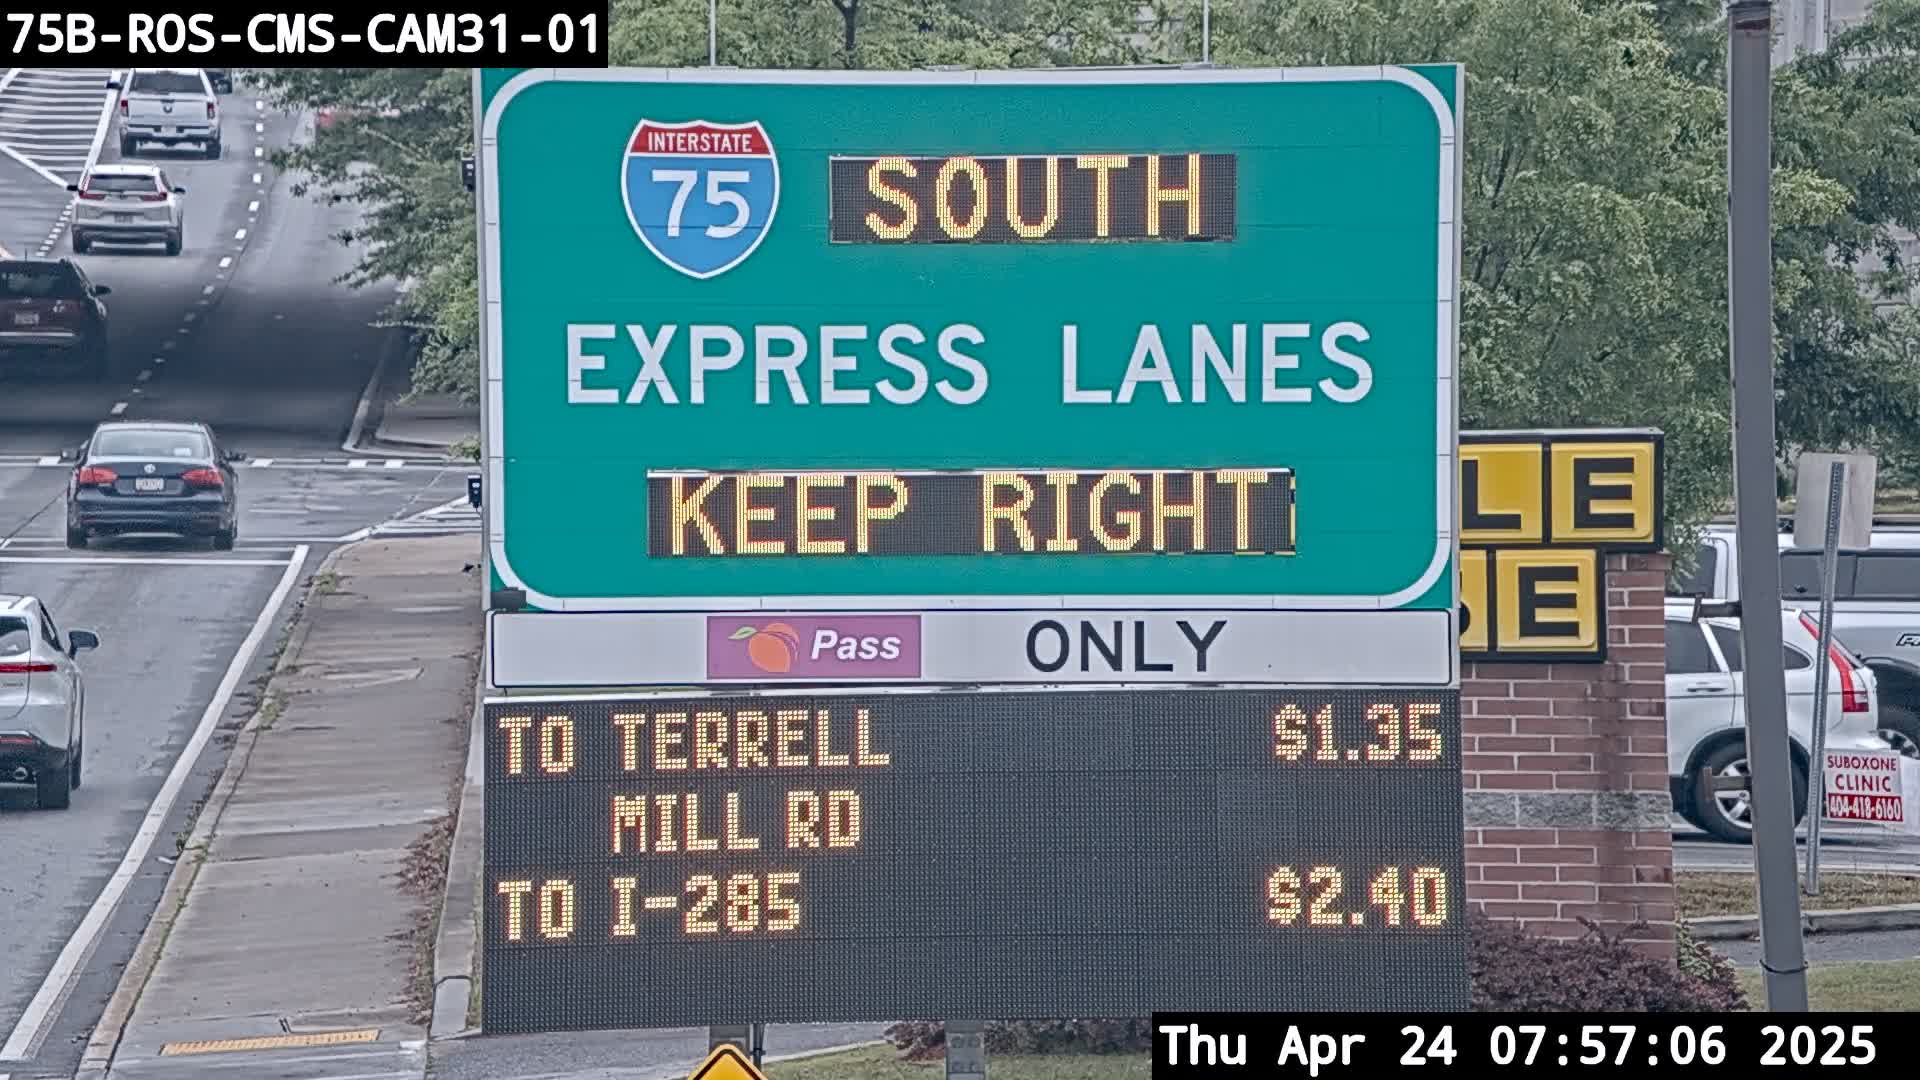 75B-ROS-CMS-CAM31-01
INTERSTATE
75
SOUTH
EXPRESS LANES
KEEP RIGHT
Pass ONLY
TO TERRELL $1.35
MILL RD
TO I-285 $2.40
LE
E
SUBOXONE
CLINIC
404-418-6160
Thu Apr 24 07:57:06 2025